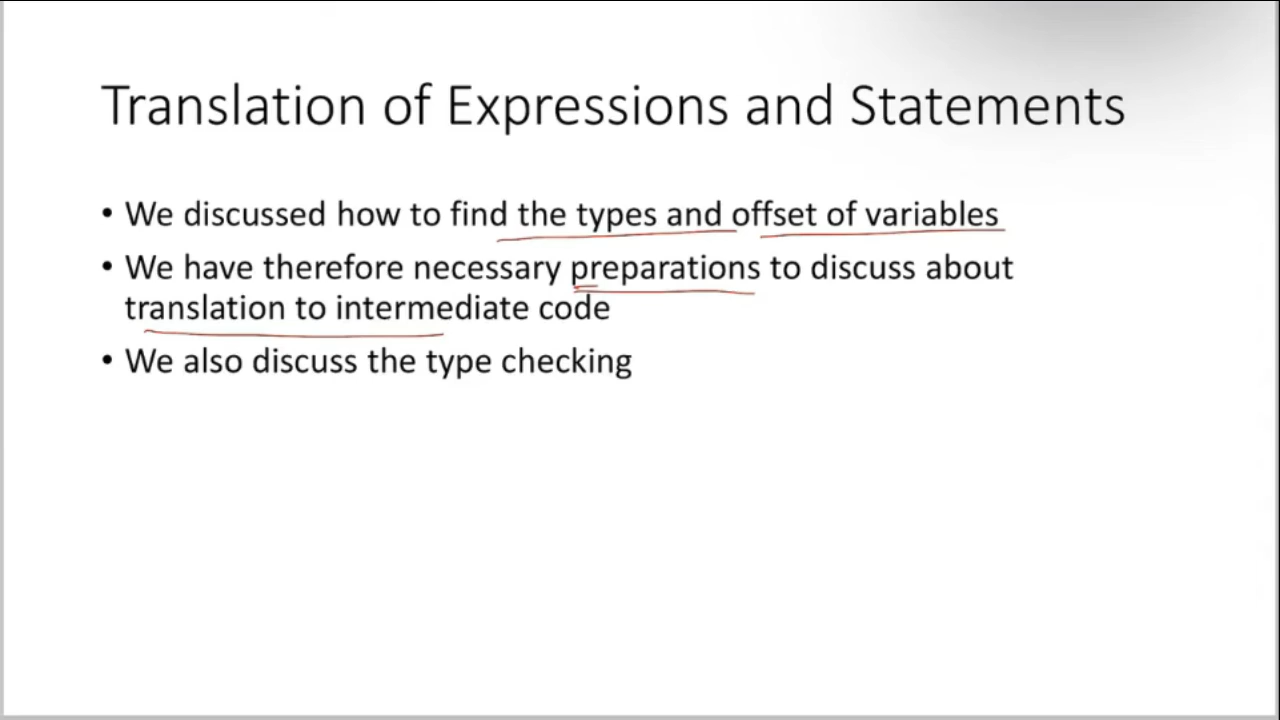 Translation of Expressions and Statements
• We discussed how to find the types and offset of variables
• We have therefore necessary preparations to discuss about
translation to intermediate code
• We also discuss the type checking